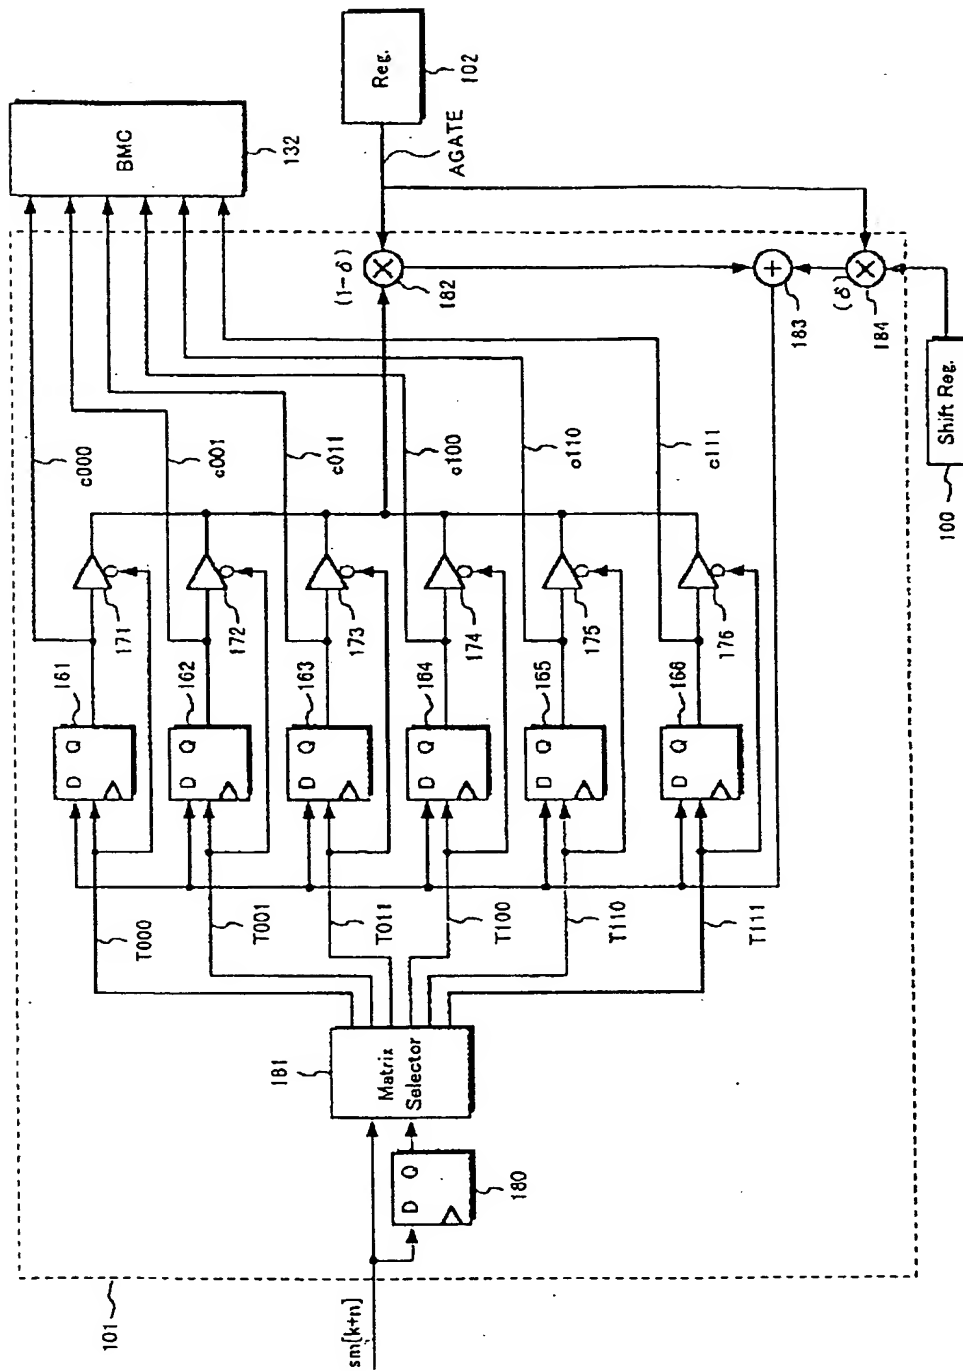 101
sm[k+n]
D Q
180
181
Matrix
Selector
T000
T001
T011
T100
T110
T111
D Q
161
D Q
162
D Q
163
D Q
164
D Q
165
D Q
166
171
172
173
174
175
176
c000
c001
c011
c100
c110
c111
BMC
132
Reg.
102
AGATE
(1-δ)
182
183
(δ)
184
Shift Reg.
100